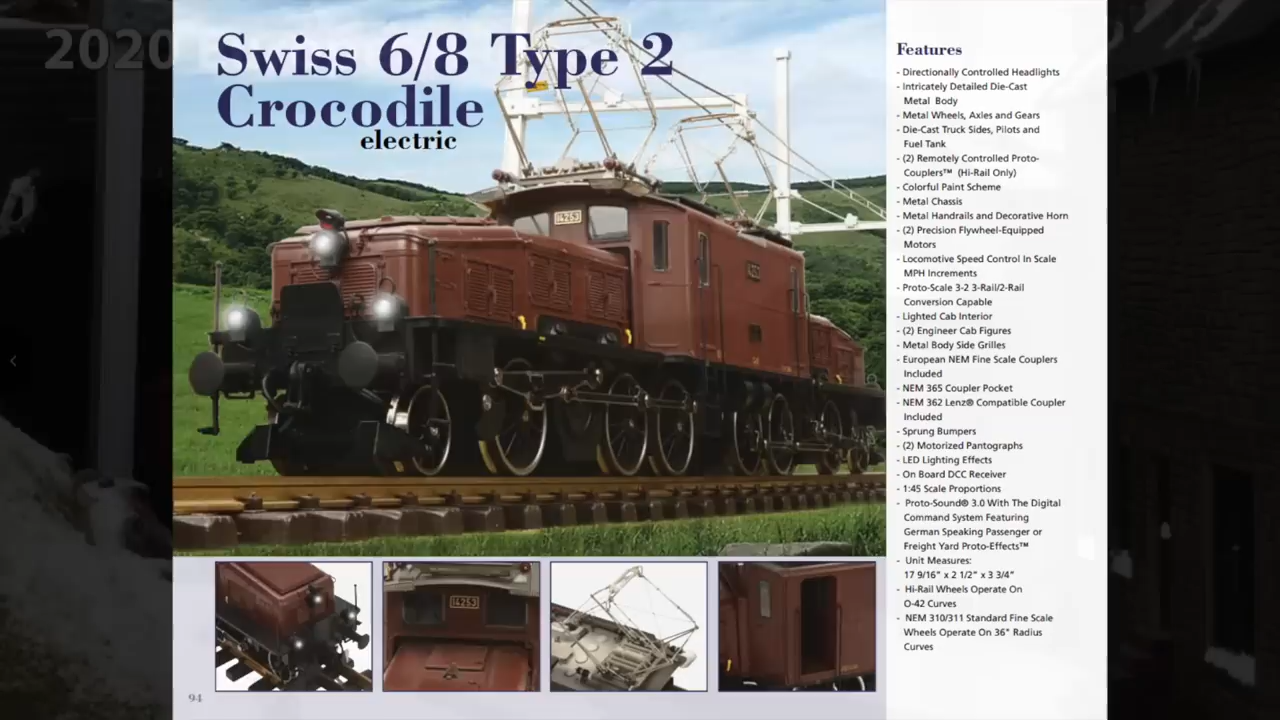 2020
Swiss 6/8 Type 2
Crocodile
electric
14253
Features
- Directionally Controlled Headlights
- Intricately Detailed Die-Cast
Metal Body
- Metal Wheels, Axles and Gears
- Die-Cast Truck Sides, Pilots and
Fuel Tank
- (2) Remotely Controlled Proto-
Couplers™ (Hi-Rail Only)
- Colorful Paint Scheme
- Metal Chassis
- Metal Handrails and Decorative Horn
- (2) Precision Flywheel-Equipped
Motors
- Locomotive Speed Control In Scale
MPH Increments
- Proto-Scale 3-2 3-Rail/2-Rail
Conversion Capable
- Lighted Cab Interior
- (2) Engineer Cab Figures
- Metal Body Side Grilles
- European NEM Fine Scale Couplers
Included
- NEM 365 Coupler Pocket
- NEM 362 Lenz® Compatible Coupler
Included
- Sprung Bumpers
- (2) Motorized Pantographs
- LED Lighting Effects
- On Board DCC Receiver
- 1:45 Scale Proportions
- Proto-Sound® 3.0 With The Digital
Command System Featuring
German Speaking Passenger or
Freight Yard Proto-Effects™
- Unit Measures:
17 9/16" x 2 1/2" x 3 3/4"
- Hi-Rail Wheels Operate On
O-42 Curves
- NEM 310/311 Standard Fine Scale
Wheels Operate On 36" Radius
Curves
14253
94